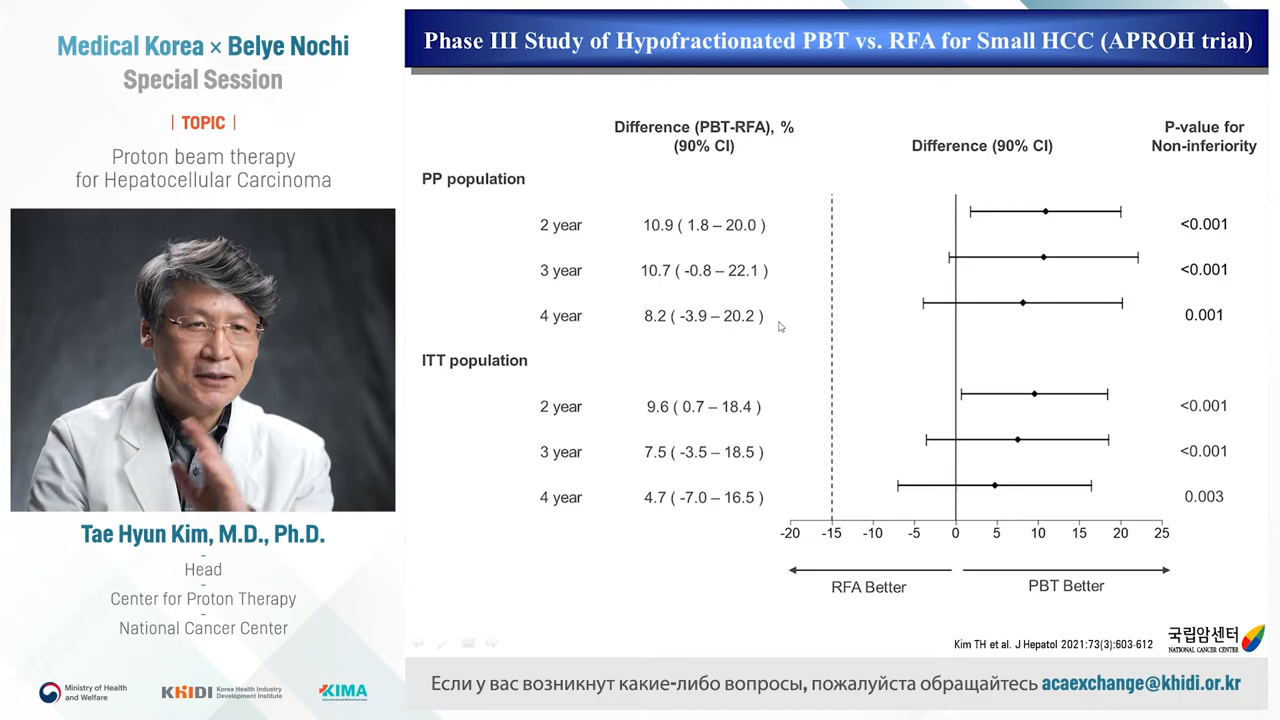 Medical Korea × Belye Nochi
Special Session
| TOPIC |
Proton beam therapy
for Hepatocellular Carcinoma
Tae Hyun Kim, M.D., Ph.D.
Head
Center for Proton Therapy
National Cancer Center
Ministry of Health
and Welfare
KHIDI Korea Health Industry
Development Institute
KIMA
Phase III Study of Hypofractionated PBT vs. RFA for Small HCC (APROH trial)
Difference (PBT-RFA), %
(90% CI)
Difference (90% CI)
P-value for
Non-inferiority
PP population
2 year 10.9 ( 1.8 – 20.0 ) <0.001
3 year 10.7 ( -0.8 – 22.1 ) <0.001
4 year 8.2 ( -3.9 – 20.2 ) 0.001
ITT population
2 year 9.6 ( 0.7 – 18.4 ) <0.001
3 year 7.5 ( -3.5 – 18.5 ) <0.001
4 year 4.7 ( -7.0 – 16.5 ) 0.003
-20 -15 -10 -5 0 5 10 15 20 25
RFA Better PBT Better
Kim TH et al. J Hepatol 2021:73(3):603-612
국립암센터
NATIONAL CANCER CENTER
Если у вас возникнут какие-либо вопросы, пожалуйста обращайтесь acaexchange@khidi.or.kr